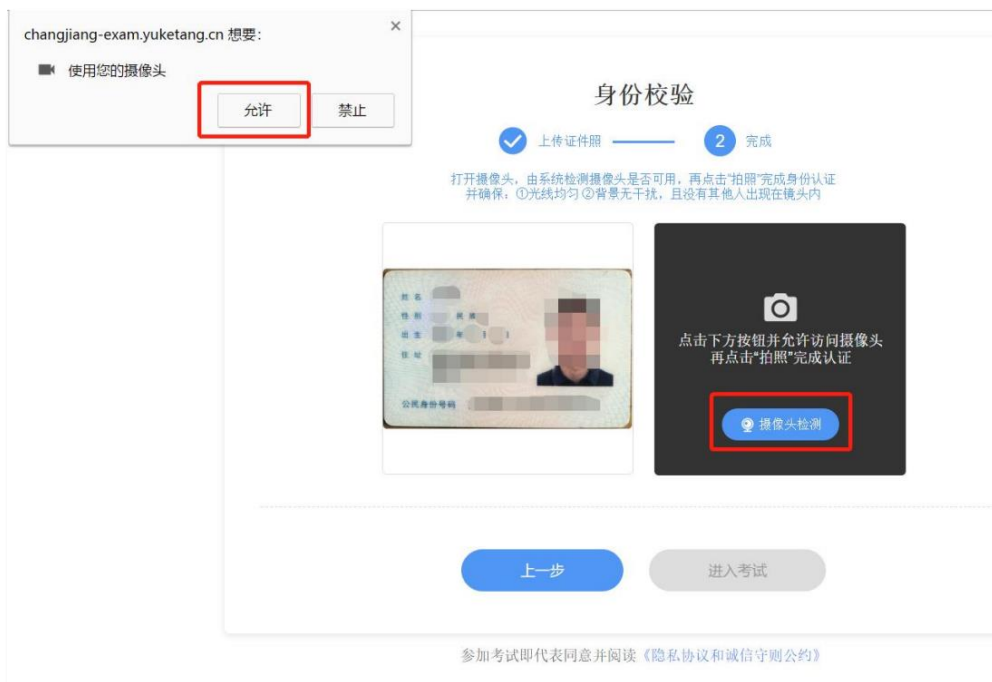 changjiang-exam.yuketang.cn 想要：
×
使用您的摄像头
允许
禁止
身份校验
上传证件照
2
完成
打开摄像头，由系统检测摄像头是否可用，再点击“拍照”完成身份认证
并确保：①光线均匀②背景无干扰，且没有其他人出现在镜头内
姓 名
性 别
民 族
出 生
年
住 址
公民身份号码
点击下方按钮并允许访问摄像头
再点击“拍照”完成认证
摄像头检测
上一步
进入考试
参加考试即代表同意并阅读《隐私协议和诚信守则公约》